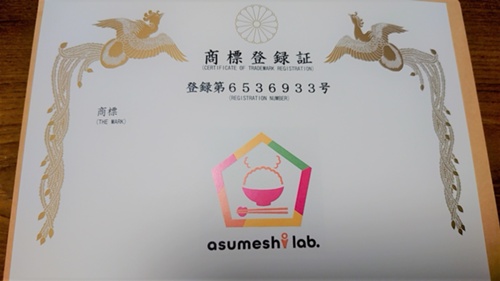 商標登録証
(CERTIFICATE OF TRADEMARK REGISTRATION)
登録第6536933号
(REGISTRATION NUMBER)
商標
(THE MARK)
asumeshi lab.